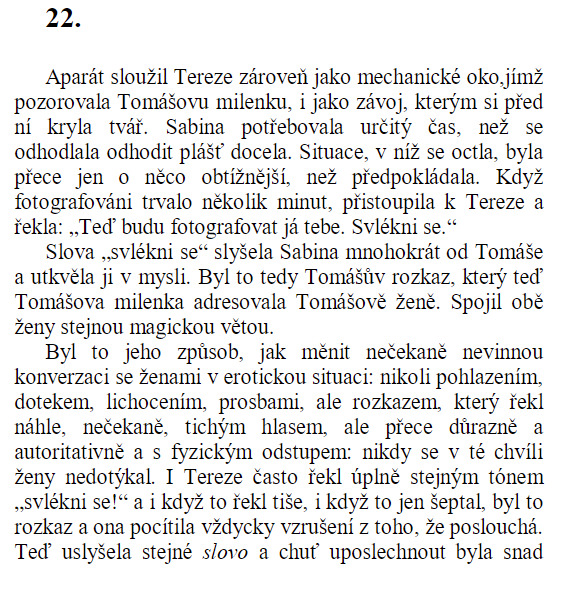 22.
Aparát sloužil Tereze zároveň jako mechanické oko,jímž
pozorovala Tomášovu milenku, i jako závoj, kterým si před
ní kryla tvář. Sabina potřebovala určitý čas, než se
odhodlala odhodit plášť docela. Situace, v níž se octla, byla
přece jen o něco obtížnější, než předpokládala. Když
fotografováni trvalo několik minut, přistoupila k Tereze a
řekla: „Teď budu fotografovat já tebe. Svlékni se.“
Slova „svlékni se“ slyšela Sabina mnohokrát od Tomáše
a utkvěla ji v mysli. Byl to tedy Tomášův rozkaz, který teď
Tomášova milenka adresovala Tomášově ženě. Spojil obě
ženy stejnou magickou větou.
Byl to jeho způsob, jak měnit nečekaně nevinnou
konverzaci se ženami v erotickou situaci: nikoli pohlazením,
dotekem, lichocením, prosbami, ale rozkazem, který řekl
náhle, nečekaně, tichým hlasem, ale přece důrazně a
autoritativně a s fyzickým odstupem: nikdy se v té chvíli
ženy nedotýkal. I Tereze často řekl úplně stejným tónem
„svlékni se!“ a i když to řekl tiše, i když to jen šeptal, byl to
rozkaz a ona pocítila vždycky vzrušení z toho, že poslouchá.
Teď uslyšela stejné slovo a chuť uposlechnout byla snad